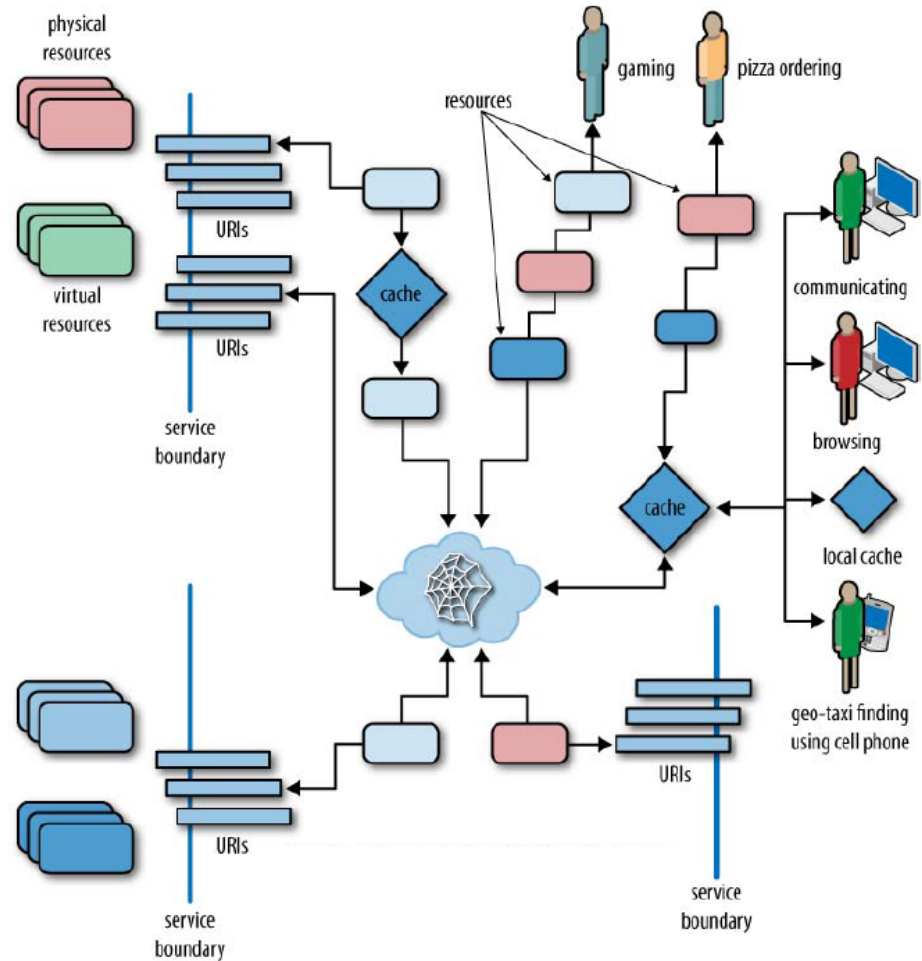 physical
resources
gaming
pizza ordering
resources
URIs
cache
communicating
virtual
resources
URIs
service
boundary
browsing
cache
local cache
geo-taxi finding
using cell phone
URIs
URIs
service
boundary
service
boundary